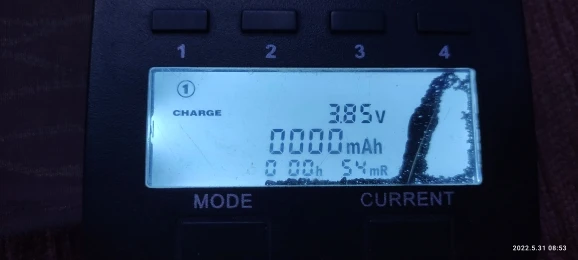 1 2 3 4
1
CHARGE 3.85v
0000mAh
0 00h 54mR
MODE CURRENT
2022.5.31 08:53